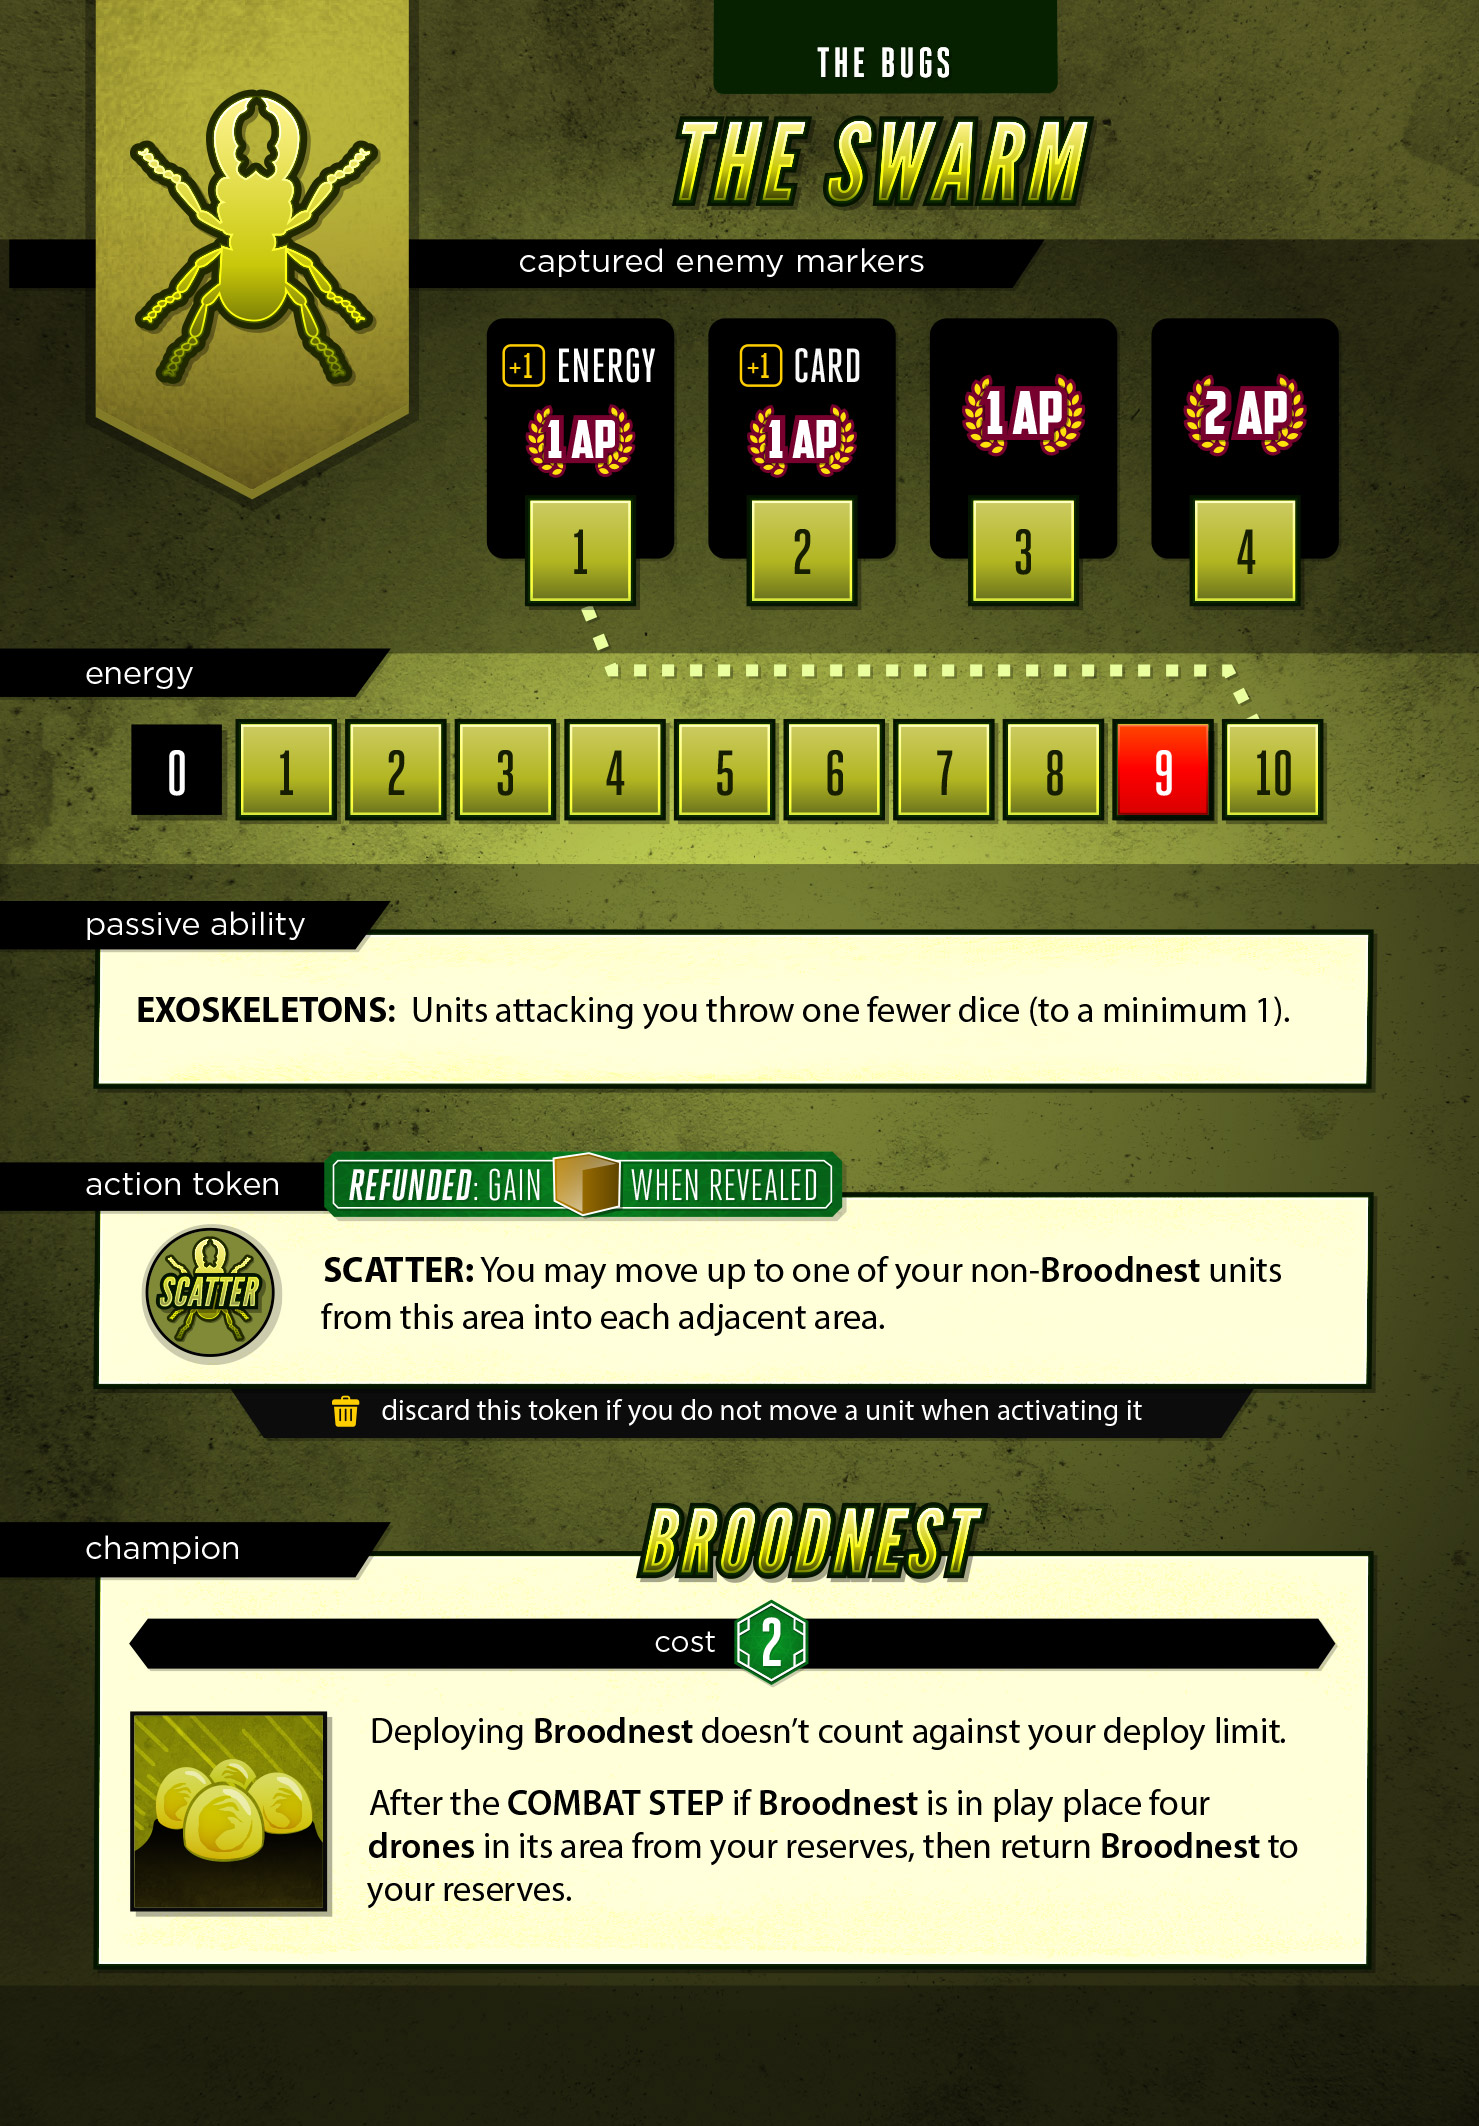 THE BUGS
THE SWARM
captured enemy markers
+1 ENERGY
1 AP
1
+1 CARD
1 AP
2
1 AP
3
2 AP
4
energy
0 1 2 3 4 5 6 7 8 9 10
passive ability
EXOSKELETONS: Units attacking you throw one fewer dice (to a minimum 1).
action token
REFUNDED: GAIN WHEN REVEALED
SCATTER
SCATTER: You may move up to one of your non-Broodnest units
from this area into each adjacent area.
discard this token if you do not move a unit when activating it
champion
BROODNEST
cost 2
Deploying Broodnest doesn't count against your deploy limit.
After the COMBAT STEP if Broodnest is in play place four
drones in its area from your reserves, then return Broodnest to
your reserves.